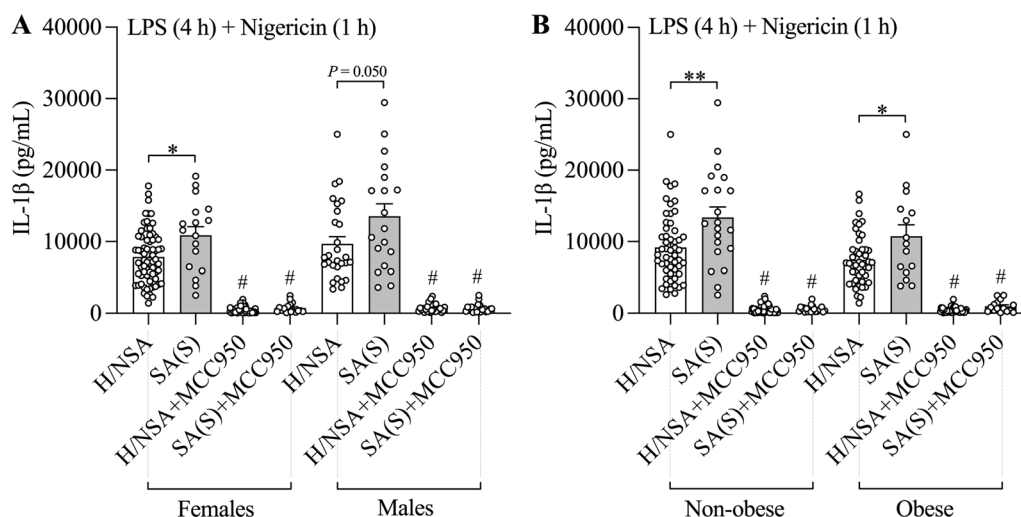 A
LPS (4 h) + Nigericin (1 h)
IL-1β (pg/mL)
40000
30000
20000
10000
0
*
P = 0.050
#
#
#
#
H/NSA
SA(S)
H/NSA+MCC950
SA(S)+MCC950
H/NSA
SA(S)
H/NSA+MCC950
SA(S)+MCC950
Females
Males
B
LPS (4 h) + Nigericin (1 h)
IL-1β (pg/mL)
40000
30000
20000
10000
0
**
*
#
#
#
#
H/NSA
SA(S)
H/NSA+MCC950
SA(S)+MCC950
H/NSA
SA(S)
H/NSA+MCC950
SA(S)+MCC950
Non-obese
Obese